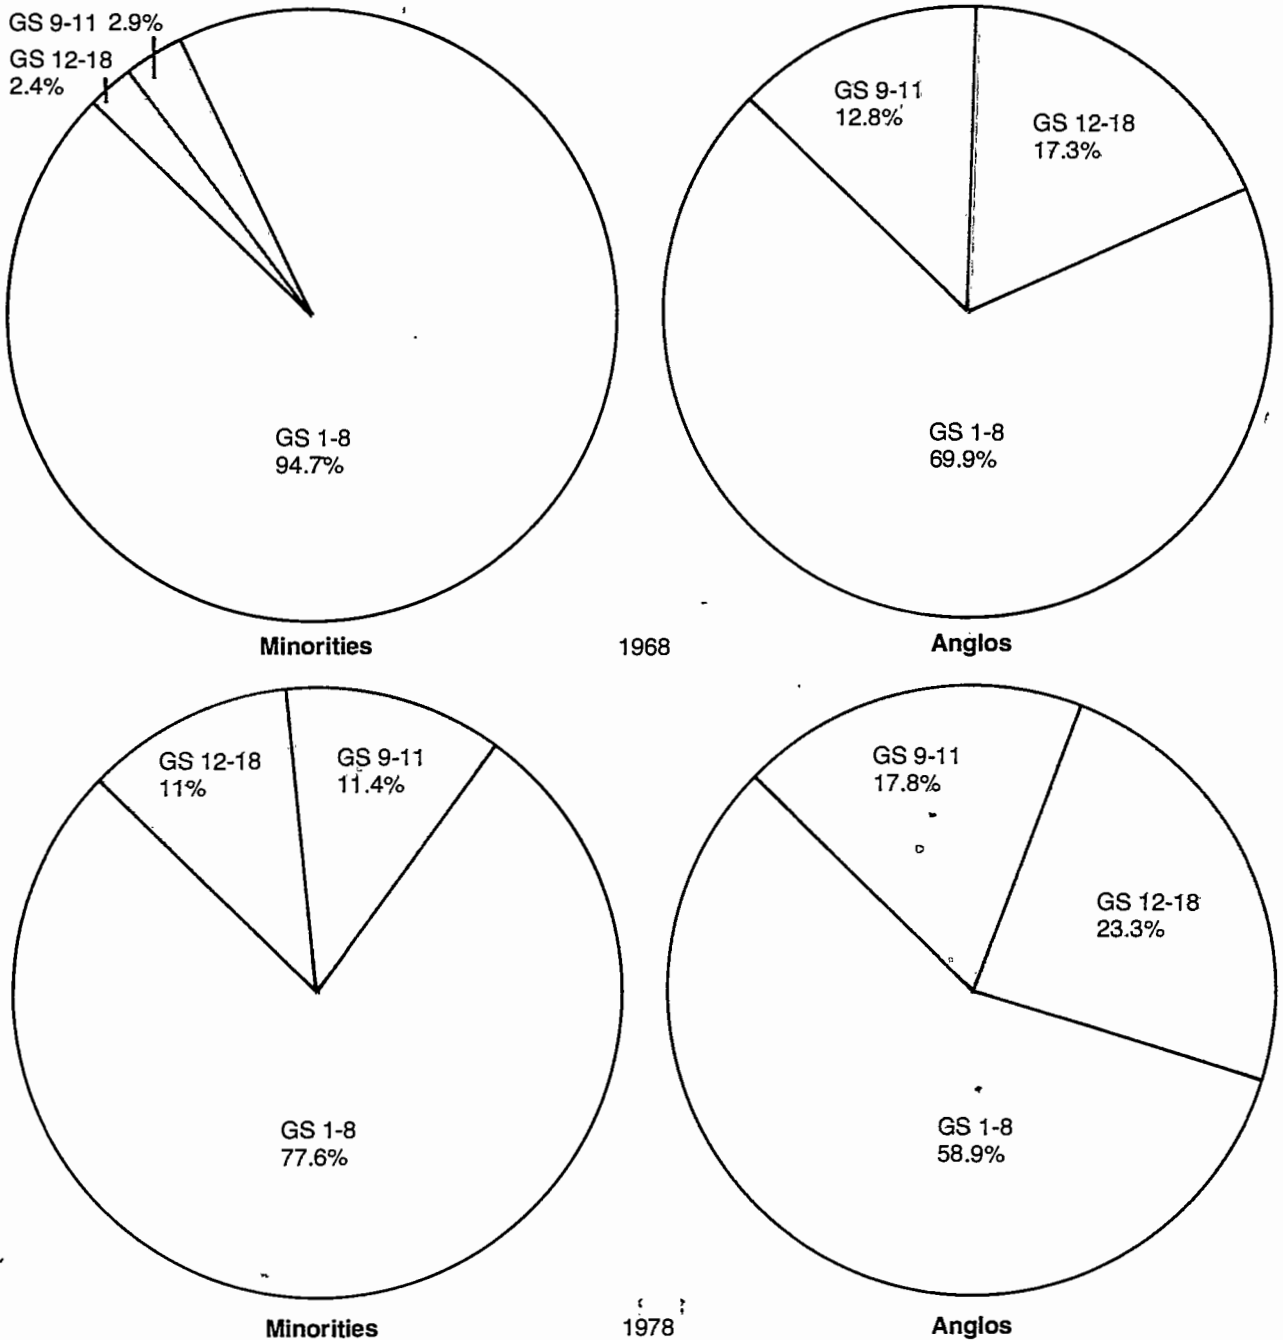 GS 9-11 2.9%
GS 12-18
2.4%
GS 1-8
94.7%
GS 9-11
12.8%
GS 12-18
17.3%
GS 1-8
69.9%
Minorities
1968
Anglos
GS 12-18
11%
GS 9-11
11.4%
GS 1-8
77.6%
GS 9-11
17.8%
GS 12-18
23.3%
GS 1-8
58.9%
Minorities
1978
Anglos